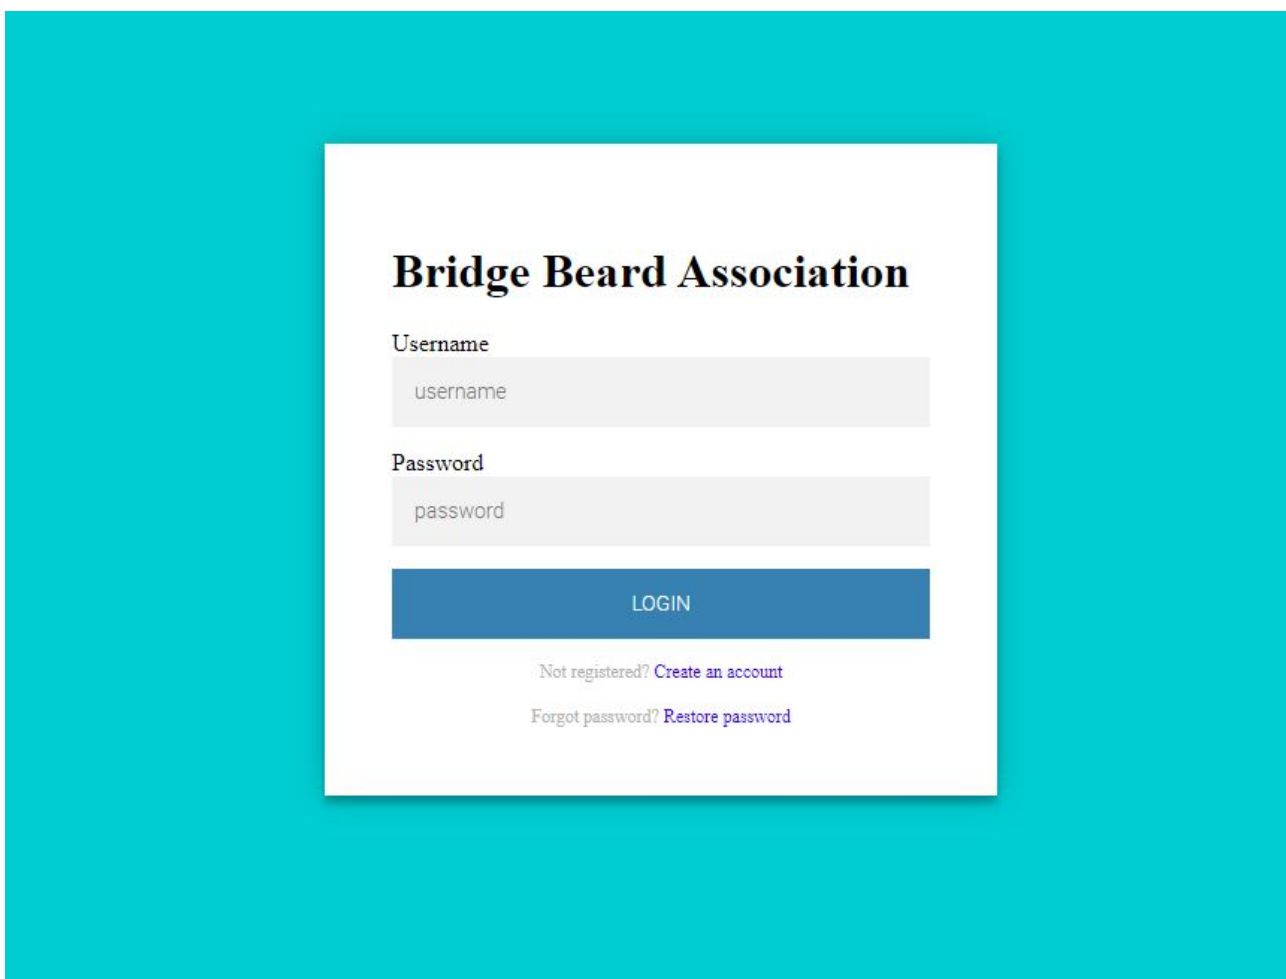 Bridge Beard Association
Username
username
Password
password
LOGIN
Not registered? Create an account
Forgot password? Restore password